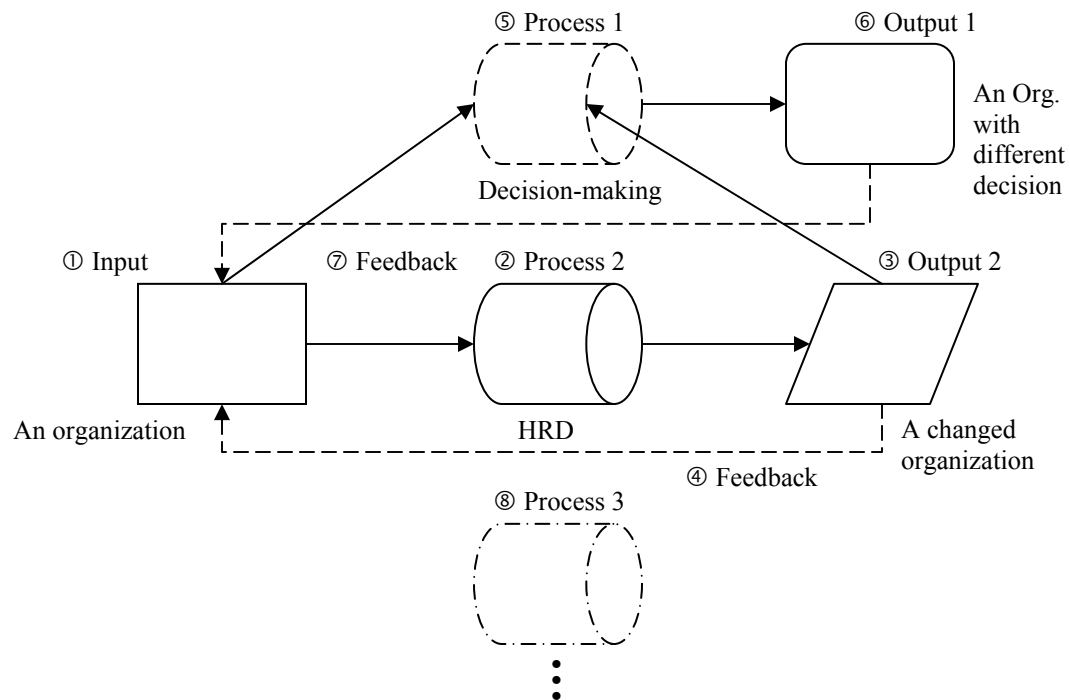 ⑤ Process 1
⑥ Output 1
An Org.
with
different
decision
Decision-making
① Input
⑦ Feedback
② Process 2
③ Output 2
An organization
HRD
A changed
organization
④ Feedback
⑧ Process 3